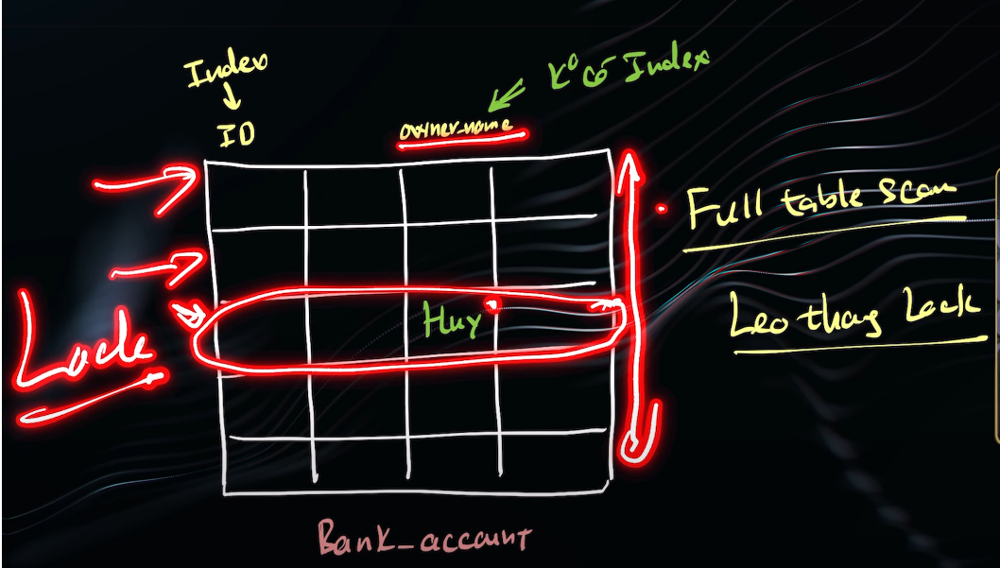 Index
ID
owner_name
K° có Index
Full table scan
Lock
Huy
Leo thang Lock
Bank_account